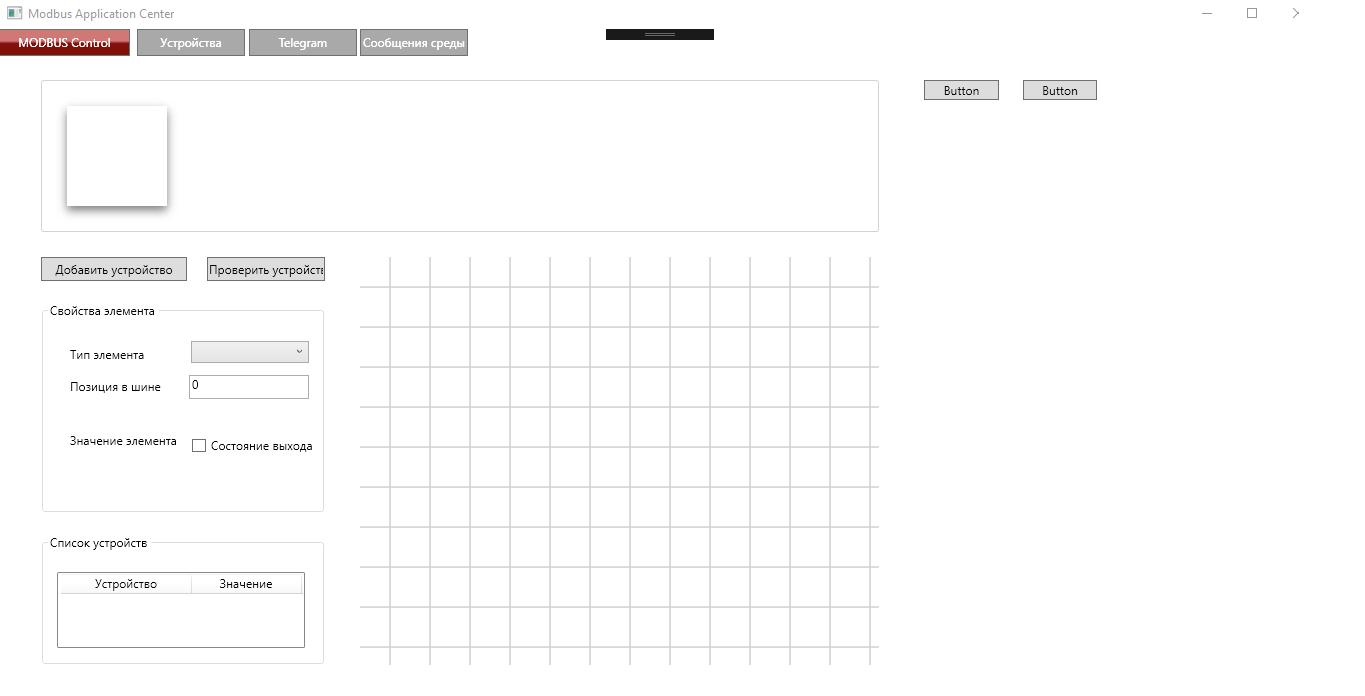 Modbus Application Center
MODBUS Control
Устройства
Telegram
Сообщения среды
Button
Button
Добавить устройство
Проверить устройств
Свойства элемента
Тип элемента
Позиция в шине
0
Значение элемента
Состояние выхода
Список устройств
Устройство
Значение